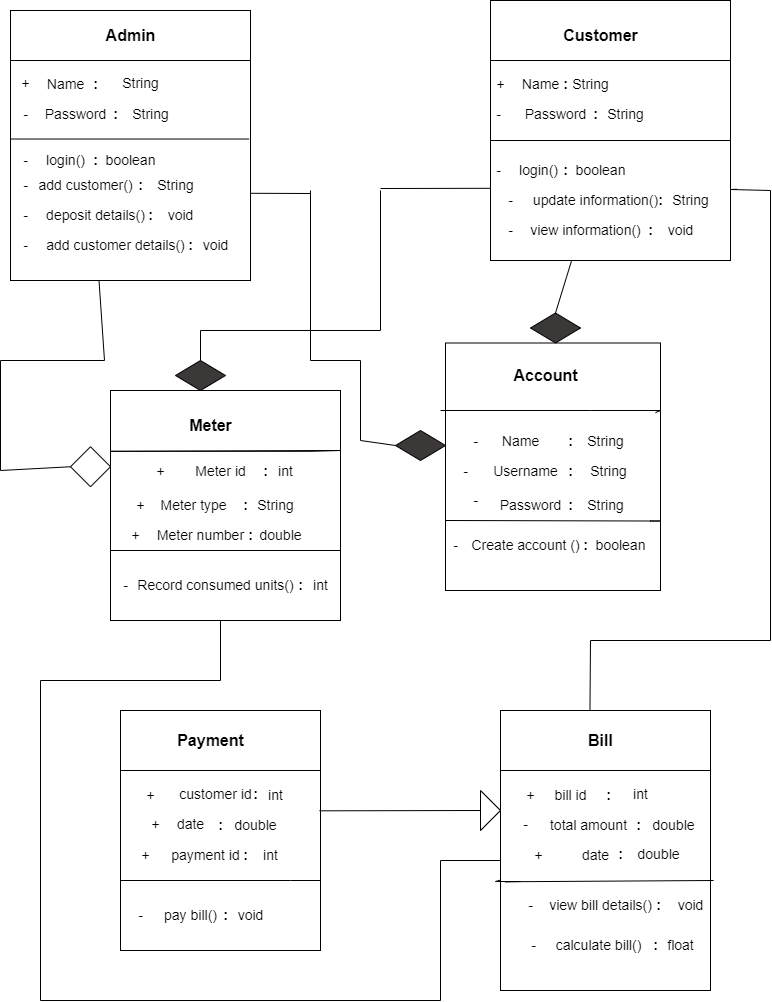 Admin
+ Name : String
- Password : String
- login() : boolean
- add customer() : String
- deposit details() : void
- add customer details() : void
Customer
+ Name : String
- Password : String
- login() : boolean
- update information(): String
- view information() : void
Meter
+ Meter id : int
+ Meter type : String
+ Meter number : double
- Record consumed units() : int
Account
- Name : String
- Username : String
- Password : String
- Create account () : boolean
Payment
+ customer id : int
+ date : double
+ payment id : int
- pay bill() : void
Bill
+ bill id : int
- total amount : double
+ date : double
- view bill details() : void
- calculate bill() : float